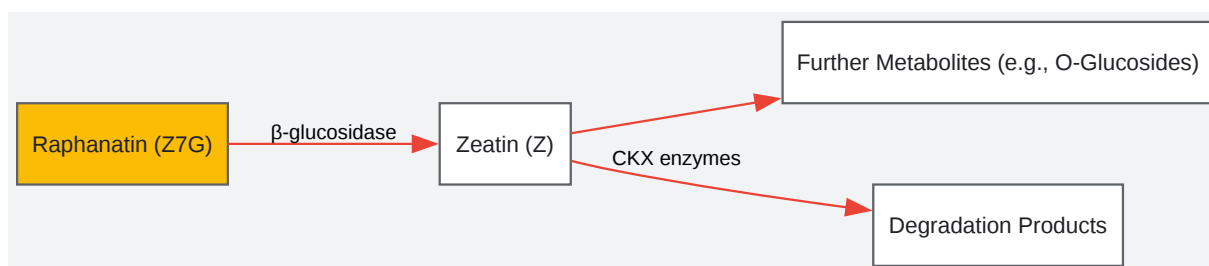 Further Metabolites (e.g., O-Glucosides)
Raphanatin (Z7G)
β-glucosidase
Zeatin (Z)
CKX enzymes
Degradation Products